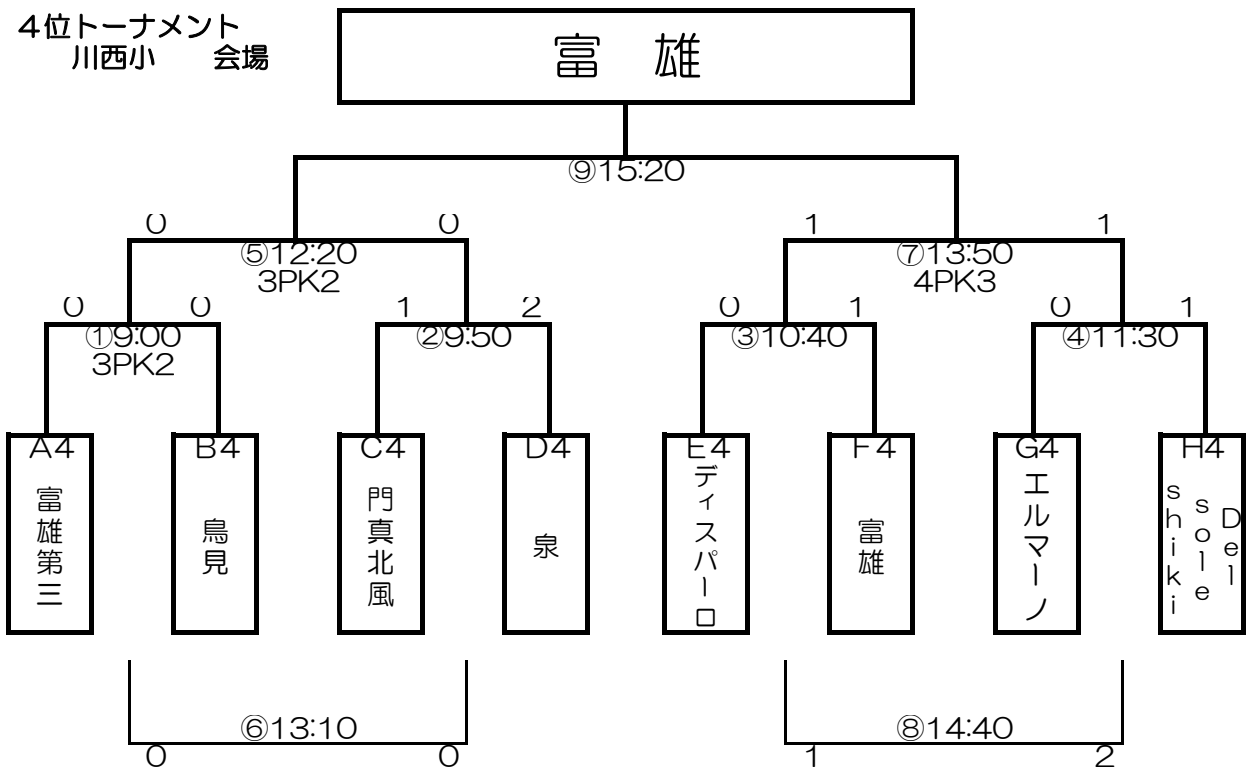 4位トーナメント
川西小 会場
富 雄
⑨15:20
0 0 1 1
⑤12:20 ⑦13:50
3PK2 4PK3
0 0 1 2 0 1 0 1
①9:00 ②9:50 ③10:40 ④11:30
3PK2
A4 B4 C4 D4 E4 F4 G4 H4
富雄第三
鳥見
門真北風
泉
ディスパーロ
富雄
エルマーノ
Del
sole
shiki
⑥13:10 ⑧14:40
0 0 1 2